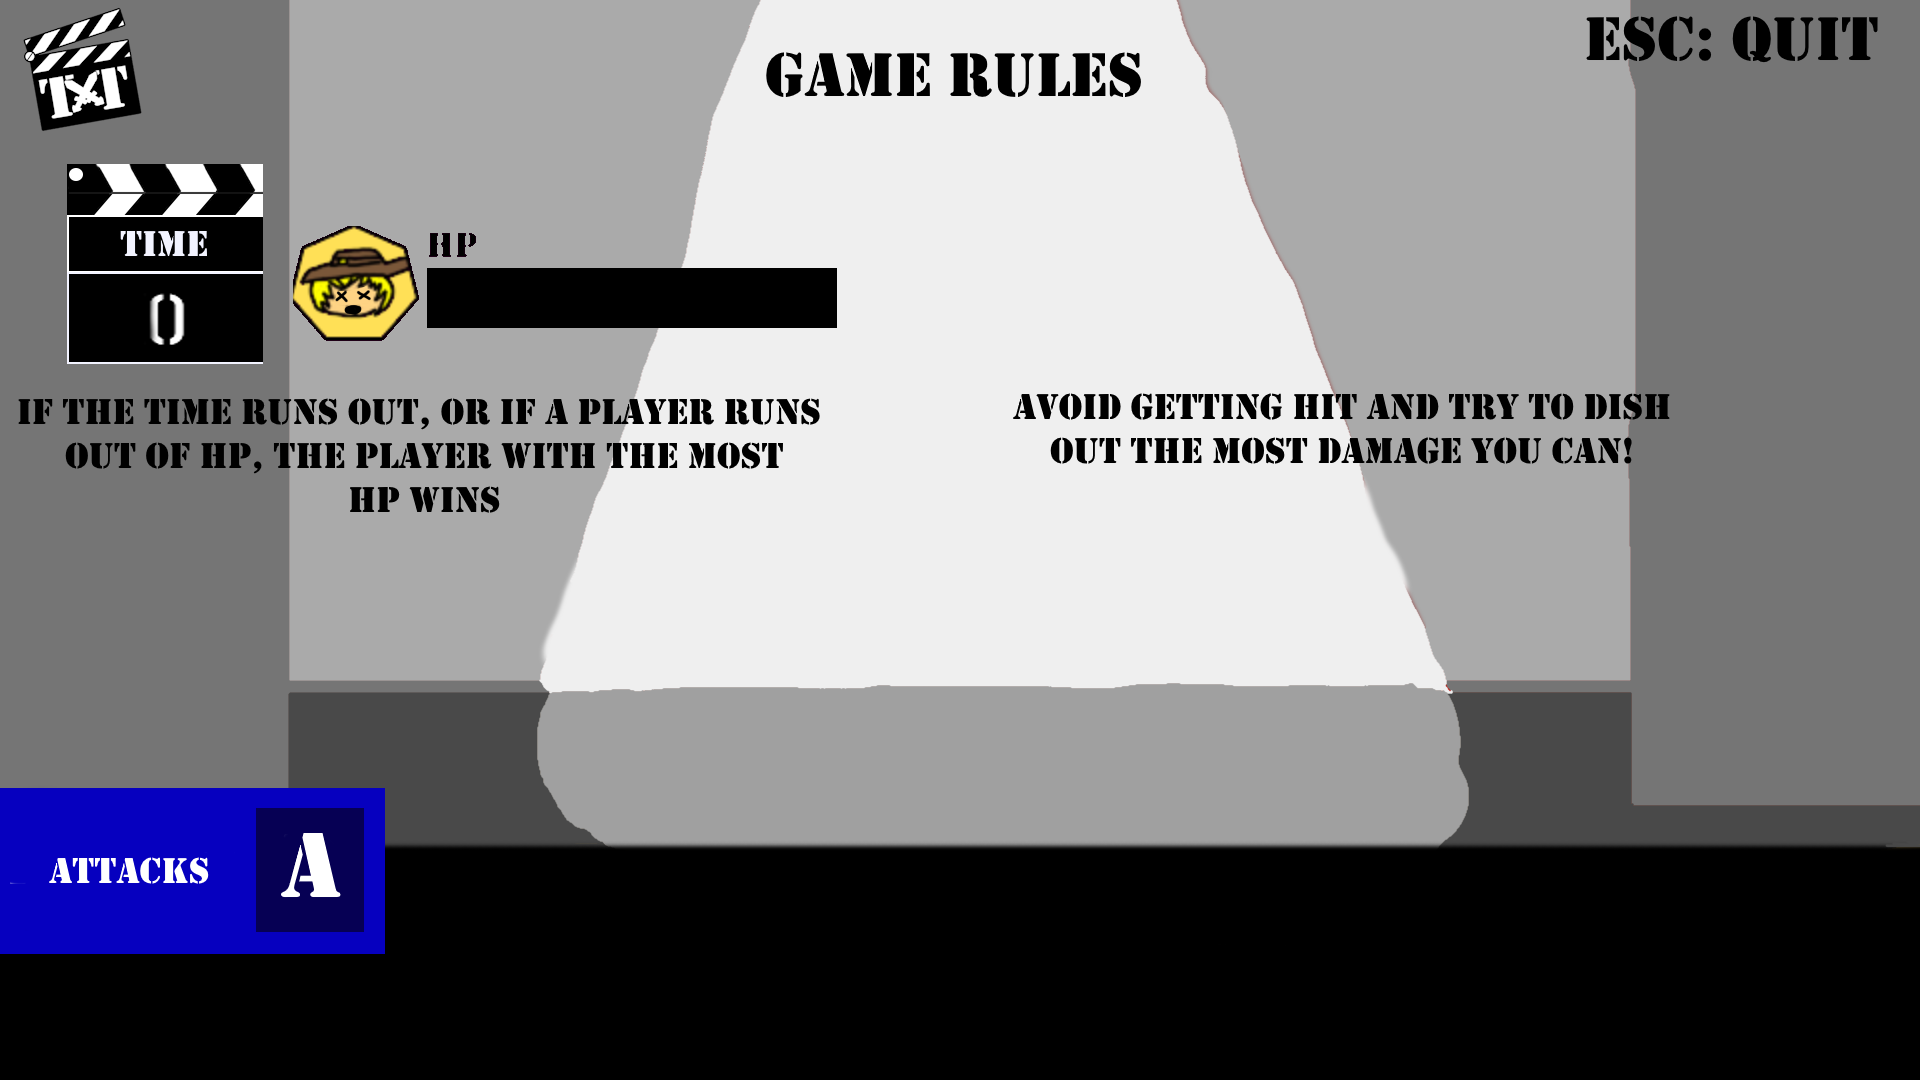 TXT
GAME RULES
ESC: QUIT
TIME
0
HP
IF THE TIME RUNS OUT, OR IF A PLAYER RUNS
OUT OF HP, THE PLAYER WITH THE MOST
HP WINS
AVOID GETTING HIT AND TRY TO DISH
OUT THE MOST DAMAGE YOU CAN!
ATTACKS
A